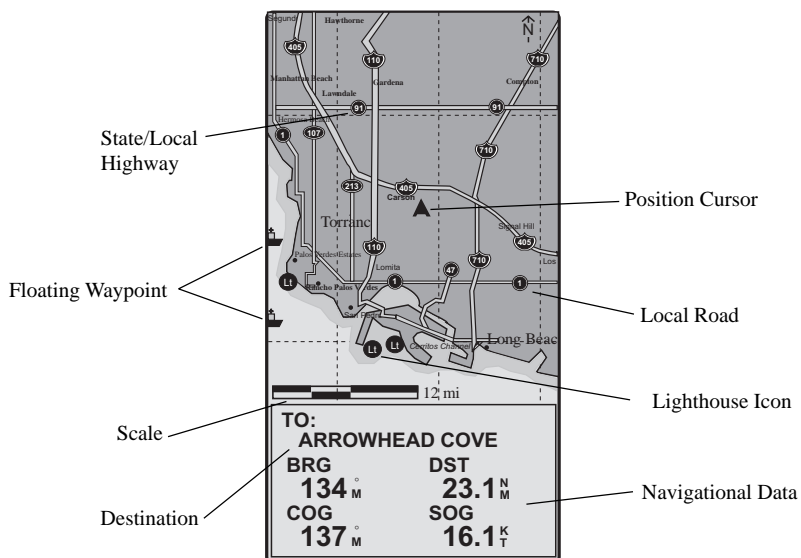 Segundo
Hawthorne
N
405
110
710
Manhattan Beach
Gardena
Compton
Lawndale
91
91
State/Local
Highway
Hermosa Beach
1
107
710
213
405
Carson
Position Cursor
Torranc
Signal Hill
405
110
Palos Verdes Estates
Lomita
47
710
Los
Floating Waypoint
Lt
Rancho Palos Verdes
1
1
Local Road
San Pedro
Long Beac
Lt
Lt
Cerritos Channel
12 mi
Lighthouse Icon
Scale
TO:
ARROWHEAD COVE
BRG DST
134 ° M 23.1 N M
Navigational Data
Destination
COG SOG
137 ° M 16.1 K T